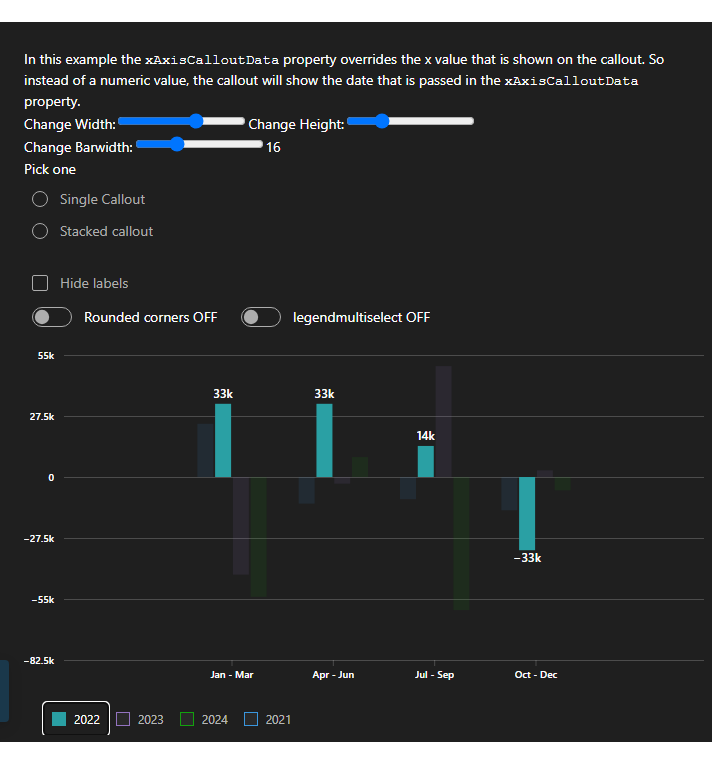 In this example the xAxisCalloutData property overrides the x value that is shown on the callout. So
instead of a numeric value, the callout will show the date that is passed in the xAxisCalloutData
property.
Change Width: Change Height:
Change Barwidth: 16
Pick one
Single Callout
Stacked callout
Hide labels
Rounded corners OFF legendmultiselect OFF
55k
33k 33k
27.5k
14k
0
−27.5k
−33k
−55k
−82.5k
Jan - Mar Apr - Jun Jul - Sep Oct - Dec
2022 2023 2024 2021